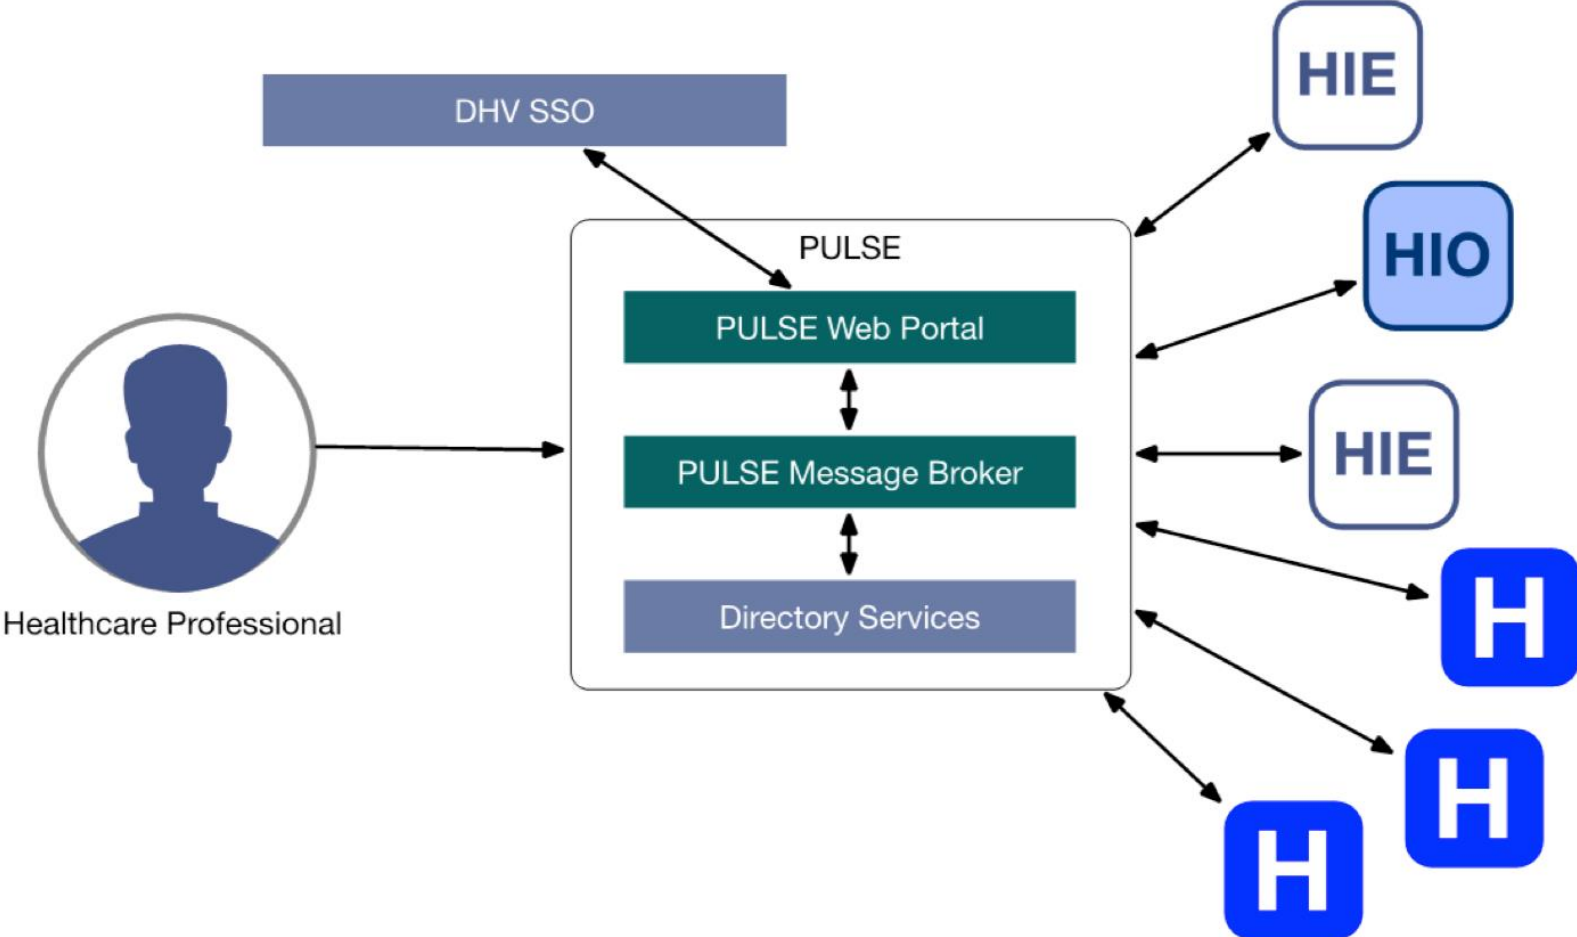 DHV SSO
PULSE
PULSE Web Portal
PULSE Message Broker
Directory Services
Healthcare Professional
HIE
HIO
HIE
H
H
H